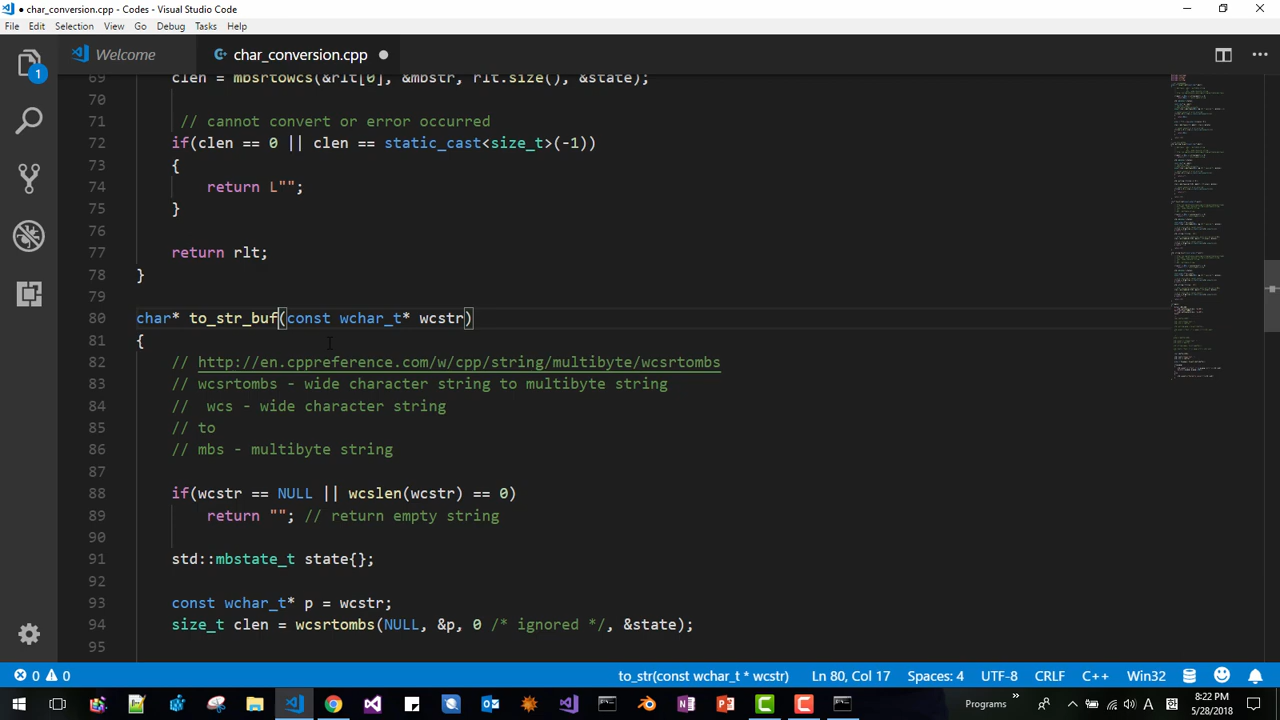 • char_conversion.cpp - Codes - Visual Studio Code
File Edit Selection View Go Debug Tasks Help
Welcome char_conversion.cpp
1
69 clen = mbsrtowcs(&rlt[0], &mbstr, rlt.size(), &state);
70
71 // cannot convert or error occurred
72 if(clen == 0 || clen == static_cast<size_t>(-1))
73 {
74 return L"";
75 }
76
77 return rlt;
78 }
79
80 char* to_str_buf(const wchar_t* wcstr)
81 {
82 // http://en.cppreference.com/w/cpp/string/multibyte/wcsrtombs
83 // wcsrtombs - wide character string to multibyte string
84 //  wcs - wide character string
85 // to
86 // mbs - multibyte string
87
88 if(wcstr == NULL || wcslen(wcstr) == 0)
89 return ""; // return empty string
90
91 std::mbstate_t state{};
92
93 const wchar_t* p = wcstr;
94 size_t clen = wcsrtombs(NULL, &p, 0 /* ignored */, &state);
95
0 0 to_str(const wchar_t * wcstr) Ln 80, Col 17 Spaces: 4 UTF-8 CRLF C++ Win32
Programs
8:22 PM
5/28/2018